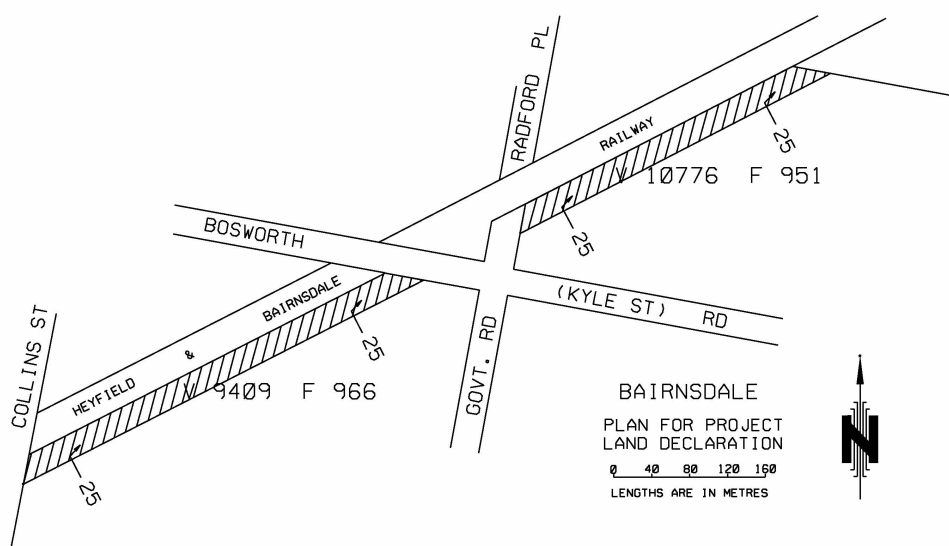 RADFORD PL
RAILWAY
25
V 10776 F 951
25
BOSWORTH
(KYLE ST) RD
BAIRNSDALE
&
HEYFIELD
COLLINS ST
25
V 9409 F 966
25
GOVT. RD
BAIRNSDALE
PLAN FOR PROJECT
LAND DECLARATION
0 40 80 120 160
LENGTHS ARE IN METRES
N